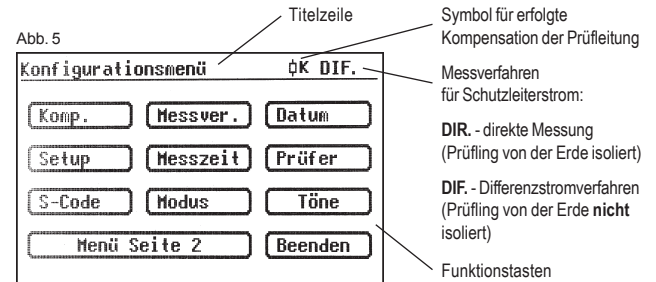 Abb. 5
Titelzeile
Symbol für erfolgte
Kompensation der Prüfleitung
Konfigurationsmenü K DIF.
Messverfahren
für Schutzleiterstrom:
DIR. - direkte Messung
(Prüfling von der Erde isoliert)
DIF. - Differenzstromverfahren
(Prüfling von der Erde nicht
isoliert)
Funktionstasten
Komp. Messver. Datum
Setup Messzeit Prüfer
S-Code Modus Töne
Menü Seite 2 Beenden